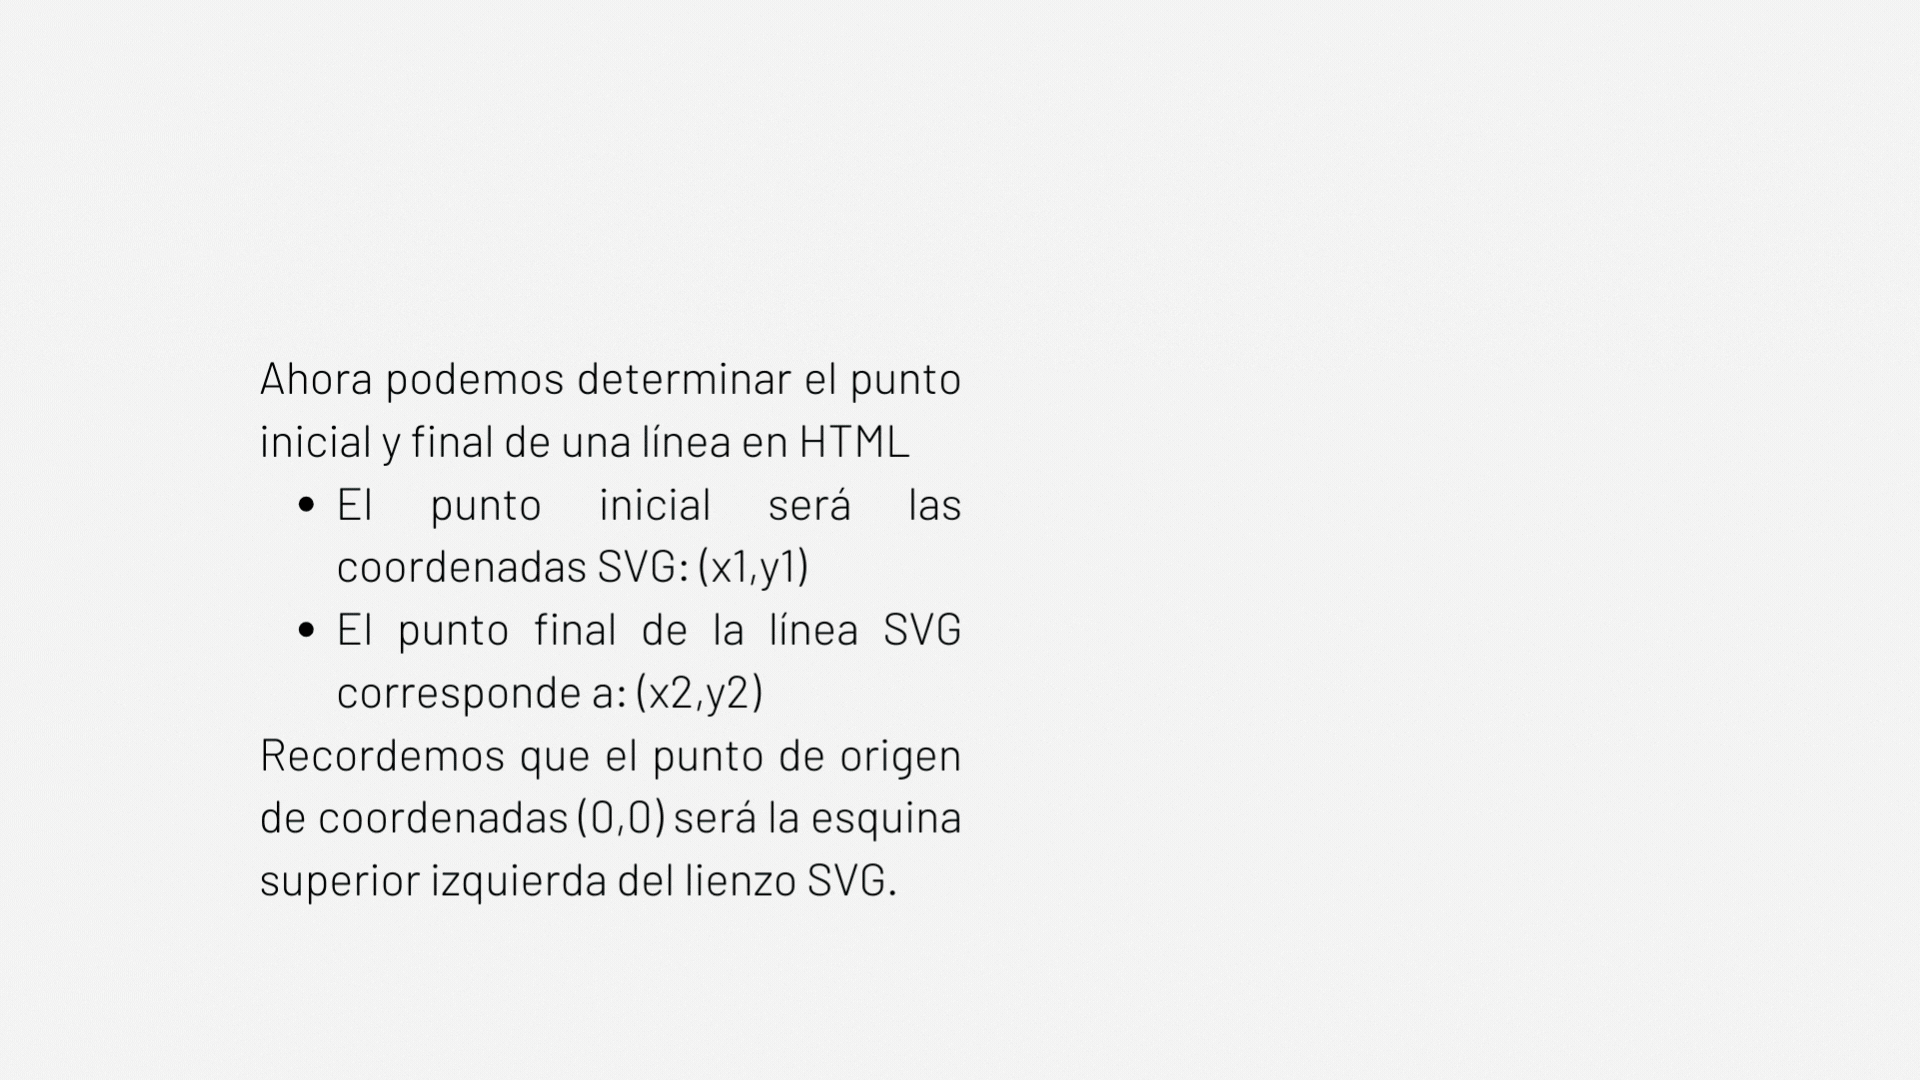 Ahora podemos determinar el punto
inicial y final de una línea en HTML
• El punto inicial será las
coordenadas SVG: (x1,y1)
• El punto final de la línea SVG
corresponde a: (x2,y2)
Recordemos que el punto de origen
de coordenadas (0,0) será la esquina
superior izquierda del lienzo SVG.